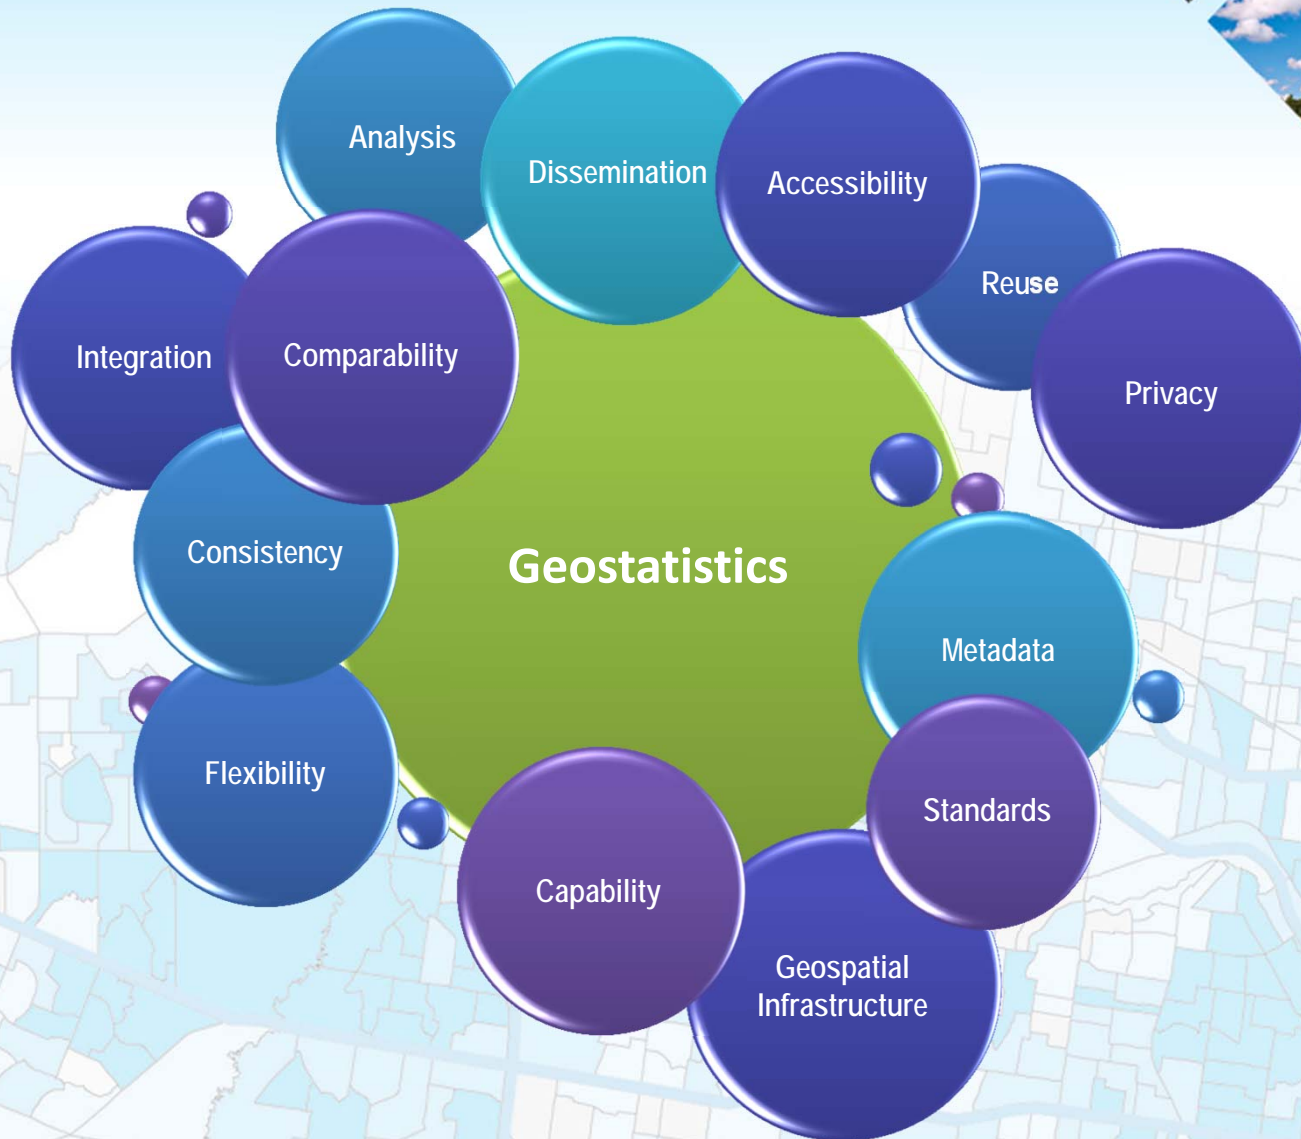 Analysis
Dissemination
Accessibility
Reuse
Privacy
Integration
Comparability
Consistency
Geostatistics
Metadata
Flexibility
Standards
Capability
Geospatial
Infrastructure